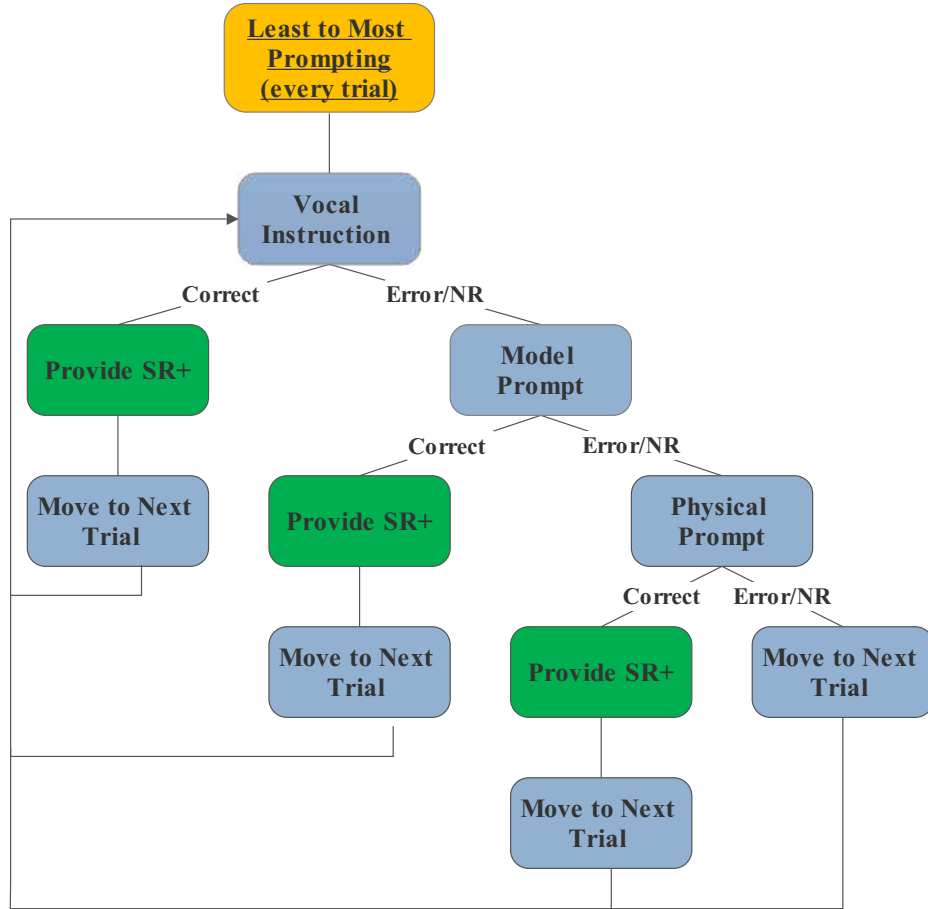 Least to Most
Prompting
(every trial)
Vocal
Instruction
Correct
Error/NR
Provide SR+
Model
Prompt
Correct
Error/NR
Move to Next
Trial
Provide SR+
Physical
Prompt
Correct
Error/NR
Move to Next
Trial
Provide SR+
Move to Next
Trial
Move to Next
Trial